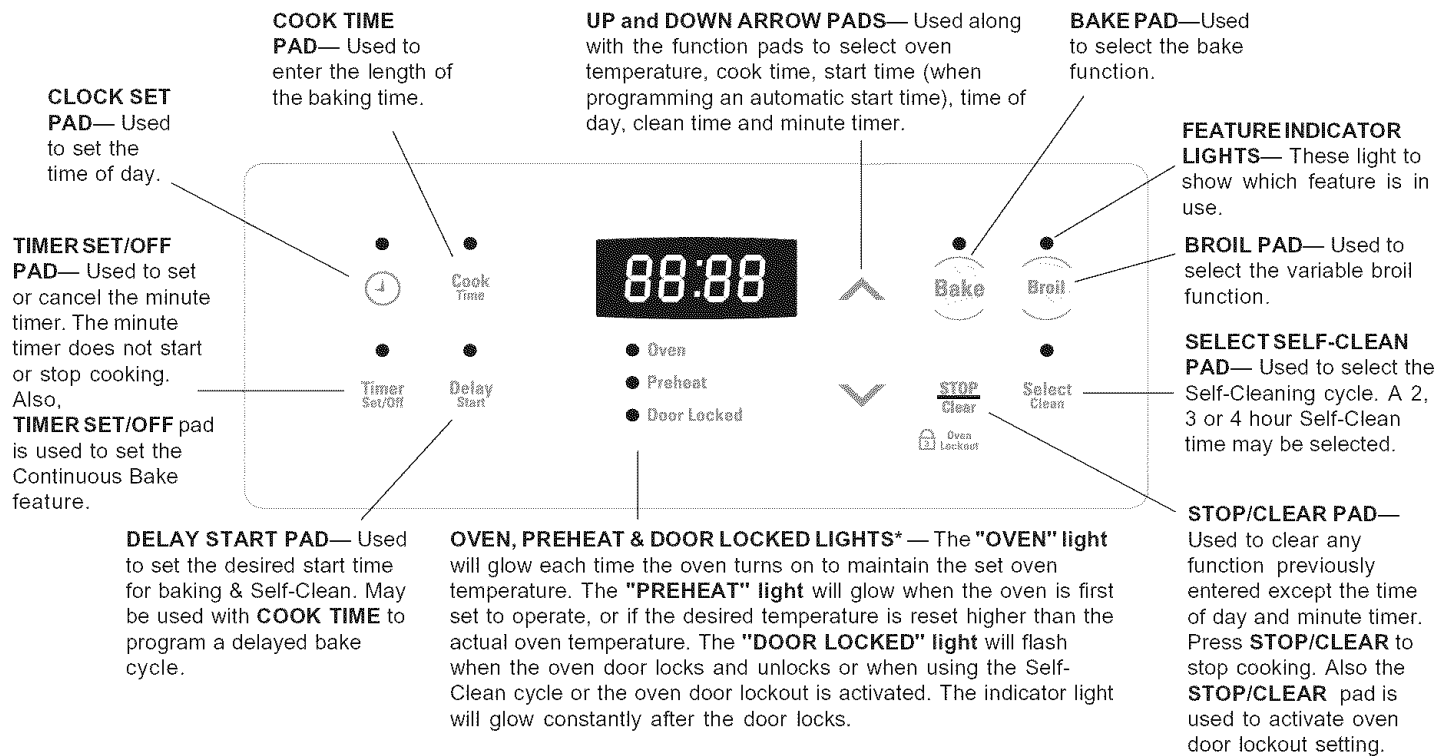 COOK TIME
PAD— Used to
enter the length of
the baking time.
UP and DOWN ARROW PADS— Used along
with the function pads to select oven
temperature, cook time, start time (when
programming an automatic start time), time of
day, clean time and minute timer.
BAKE PAD—Used
to select the bake
function.
CLOCK SET
PAD— Used
to set the
time of day.
FEATURE INDICATOR
LIGHTS— These light to
show which feature is in
use.
TIMER SET/OFF
PAD— Used to set
or cancel the minute
timer. The minute
timer does not start
or stop cooking.
Also,
TIMER SET/OFF pad
is used to set the
Continuous Bake
feature.
BROIL PAD— Used to
select the variable broil
function.
SELECT SELF-CLEAN
PAD— Used to select the
Self-Cleaning cycle. A 2,
3 or 4 hour Self-Clean
time may be selected.
Cook
Time
88:88
Bake
Broil
Timer
Set/Off
Delay
Start
Oven
Preheat
Door Locked
STOP
Clear
Select
Clean
Oven
Lockout
DELAY START PAD— Used
to set the desired start time
for baking & Self-Clean. May
be used with COOK TIME to
program a delayed bake
cycle.
OVEN, PREHEAT & DOOR LOCKED LIGHTS* — The "OVEN" light
will glow each time the oven turns on to maintain the set oven
temperature. The "PREHEAT" light will glow when the oven is first
set to operate, or if the desired temperature is reset higher than the
actual oven temperature. The "DOOR LOCKED" light will flash
when the oven door locks and unlocks or when using the Self-
Clean cycle or the oven door lockout is activated. The indicator light
will glow constantly after the door locks.
STOP/CLEAR PAD—
Used to clear any
function previously
entered except the time
of day and minute timer.
Press STOP/CLEAR to
stop cooking. Also the
STOP/CLEAR pad is
used to activate oven
door lockout setting.